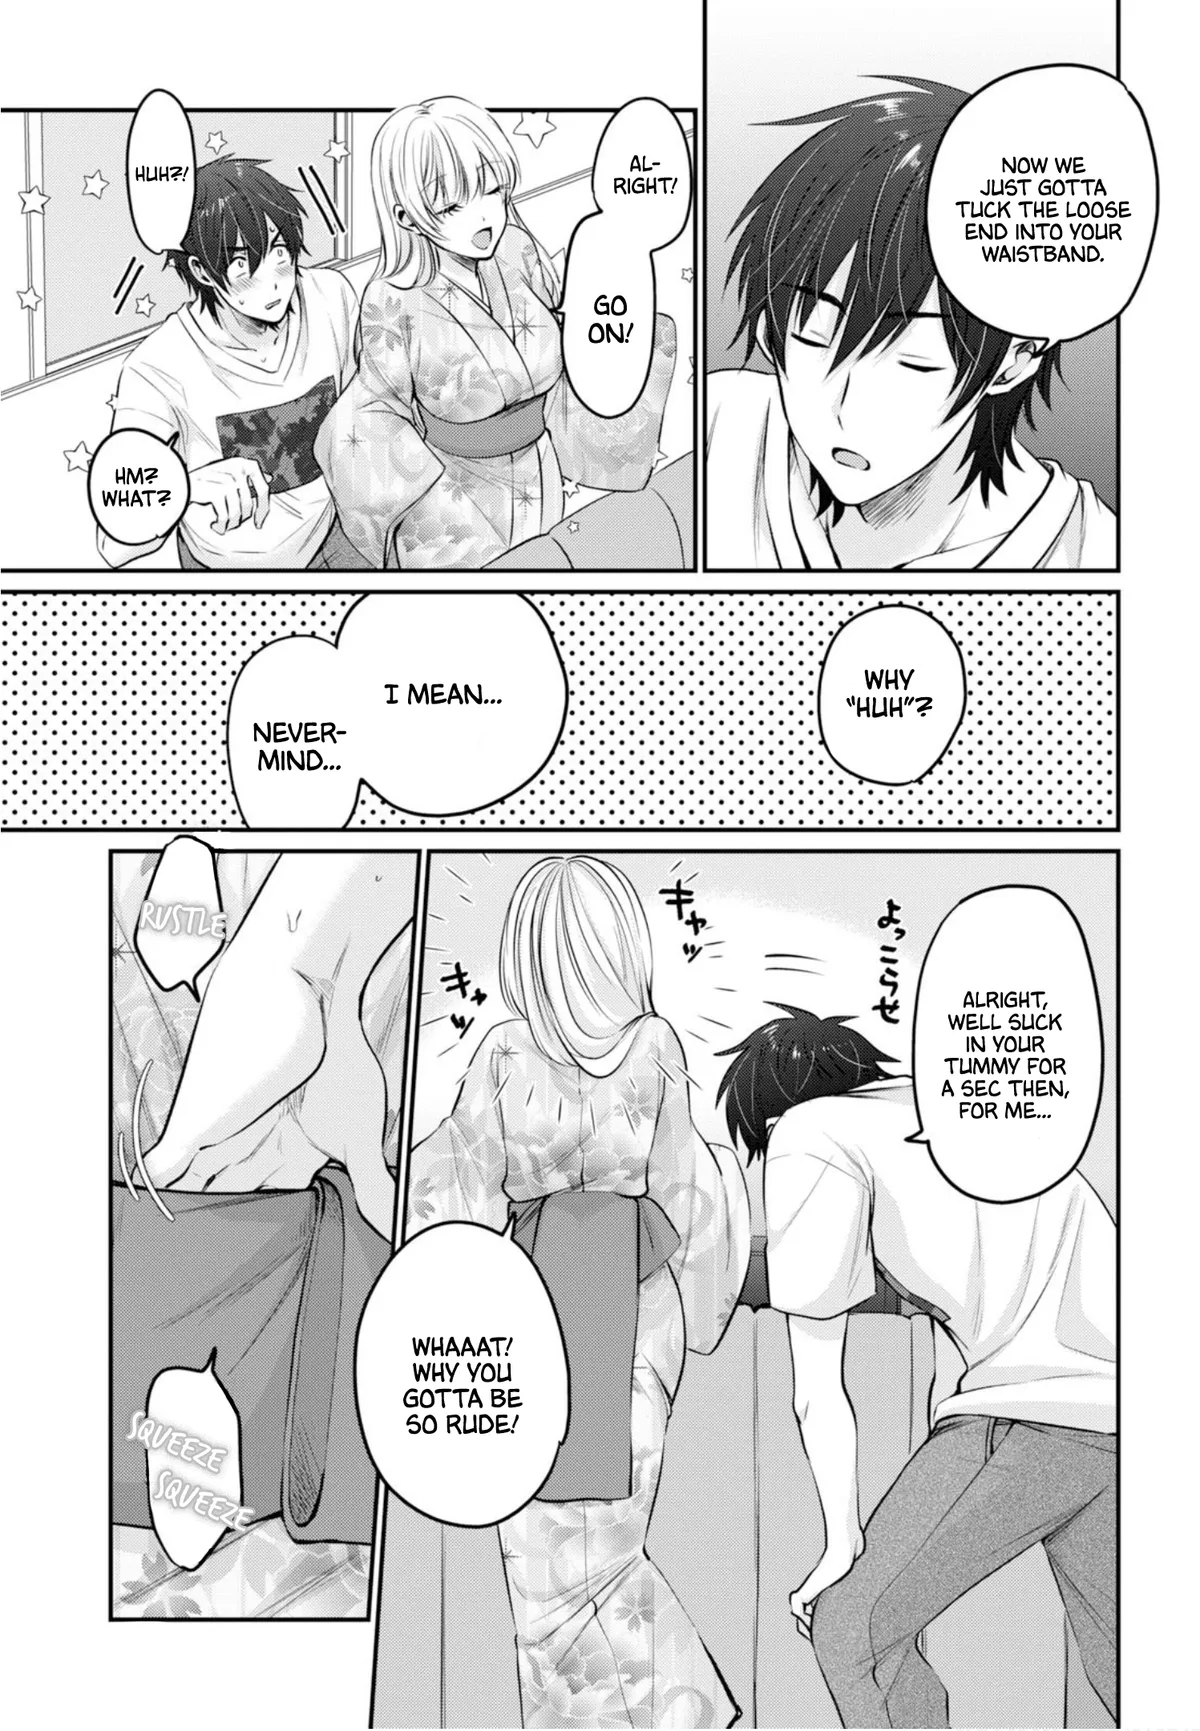 NOW WE
JUST GOTTA
TUCK THE LOOSE
END INTO YOUR
WAISTBAND.
AL-
RIGHT!
GO
ON!
HUH?!
HM?
WHAT?
WHY
"HUH"?
I MEAN...
NEVER-
MIND...
ALRIGHT,
WELL SUCK
IN YOUR
TUMMY FOR
A SEC THEN,
FOR ME...
よっこらせ
キャッ
キャッ
WHAAAT!
WHY YOU
GOTTA BE
SO RUDE!
RUSTLE
SQUEEZE
SQUEEZE